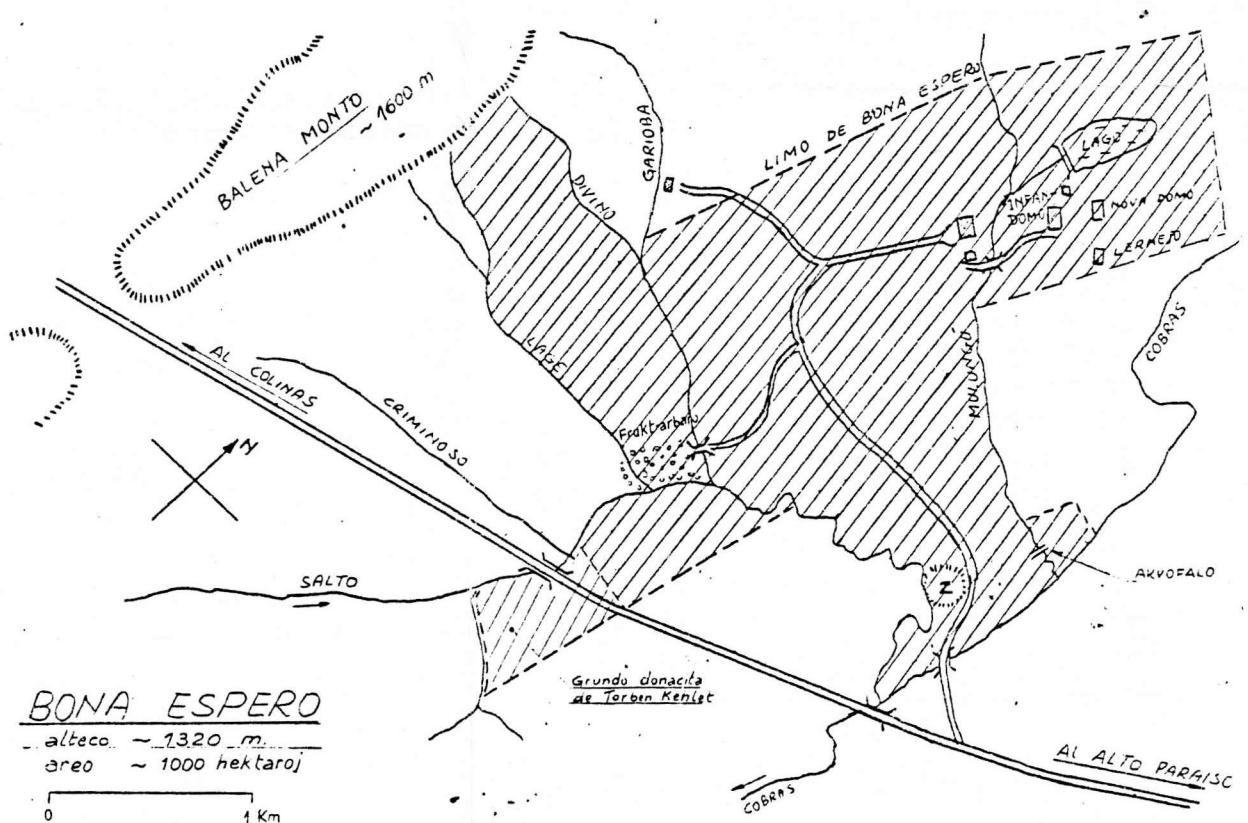 BALENA MONTO
~ 1600 m
GARIOBA
DIVINO
LIMO DE BONA ESPERO
LAGO
INFAN-
DOMO
NOVA DOMO
LERNEJO
COBRAS
MULUNGÚ
LAGE
AL
COLINAS
CRIMINOSO
Fruktarbaro
N
SALTO
Z
AKVOFALO
Grundo donacita
de Torben Kehlet
BONA ESPERO
alteco ~ 1320 m.
areo ~ 1000 hektaroj
0 1 Km
COBRAS
AL ALTO PARAISO